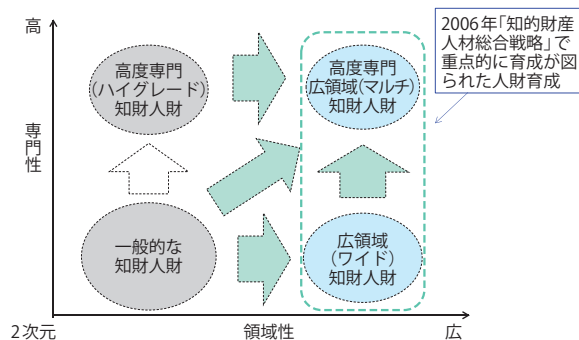 高
専門性
高度専門
（ハイグレード）
知財人財
高度専門
広領域（マルチ）
知財人財
2006年「知的財産
人材総合戦略」で
重点的に育成が図
られた人財育成
一般的な
知財人財
広領域
（ワイド）
知財人財
2次元
領域性
広